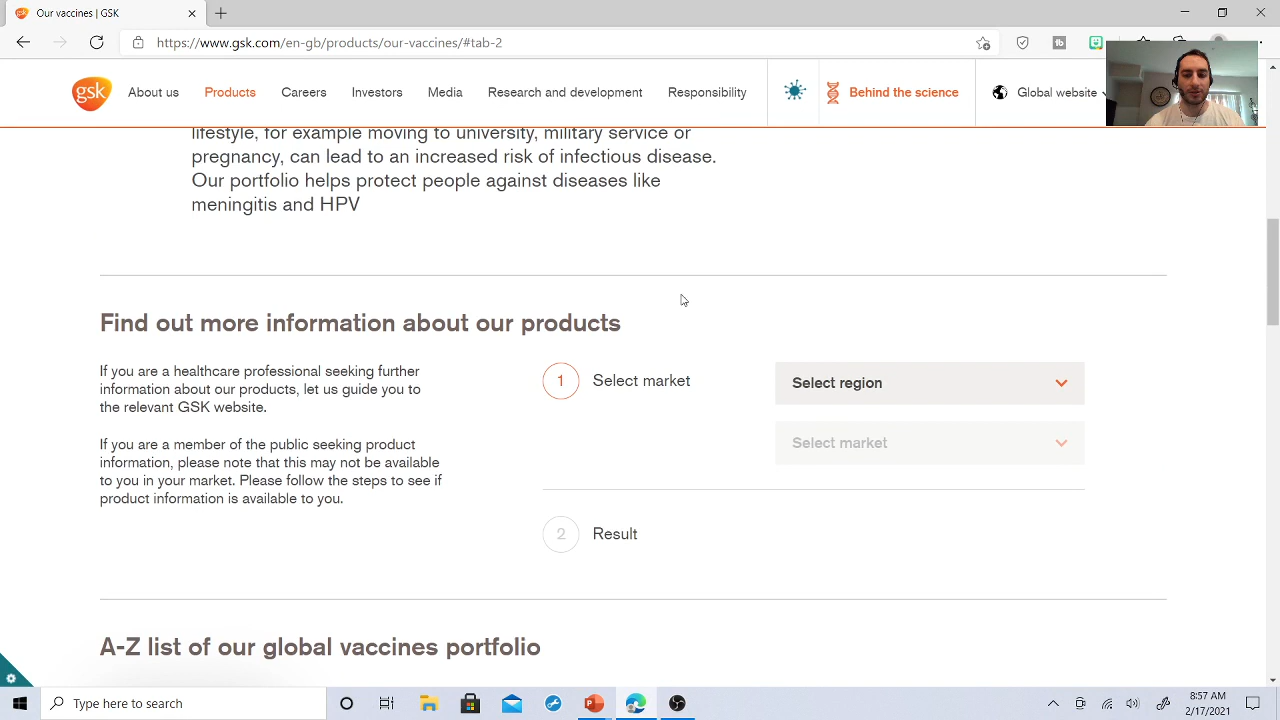 Our vaccines | GSK
https://www.gsk.com/en-gb/products/our-vaccines/#tab-2
gsk
About us
Products
Careers
Investors
Media
Research and development
Responsibility
Behind the science
Global website
lifestyle, for example moving to university, military service or
pregnancy, can lead to an increased risk of infectious disease.
Our portfolio helps protect people against diseases like
meningitis and HPV
Find out more information about our products
If you are a healthcare professional seeking further
information about our products, let us guide you to
the relevant GSK website.
If you are a member of the public seeking product
information, please note that this may not be available
to you in your market. Please follow the steps to see if
product information is available to you.
1
Select market
Select region
Select market
2
Result
A-Z list of our global vaccines portfolio
Type here to search
8:57 AM
2/17/2021